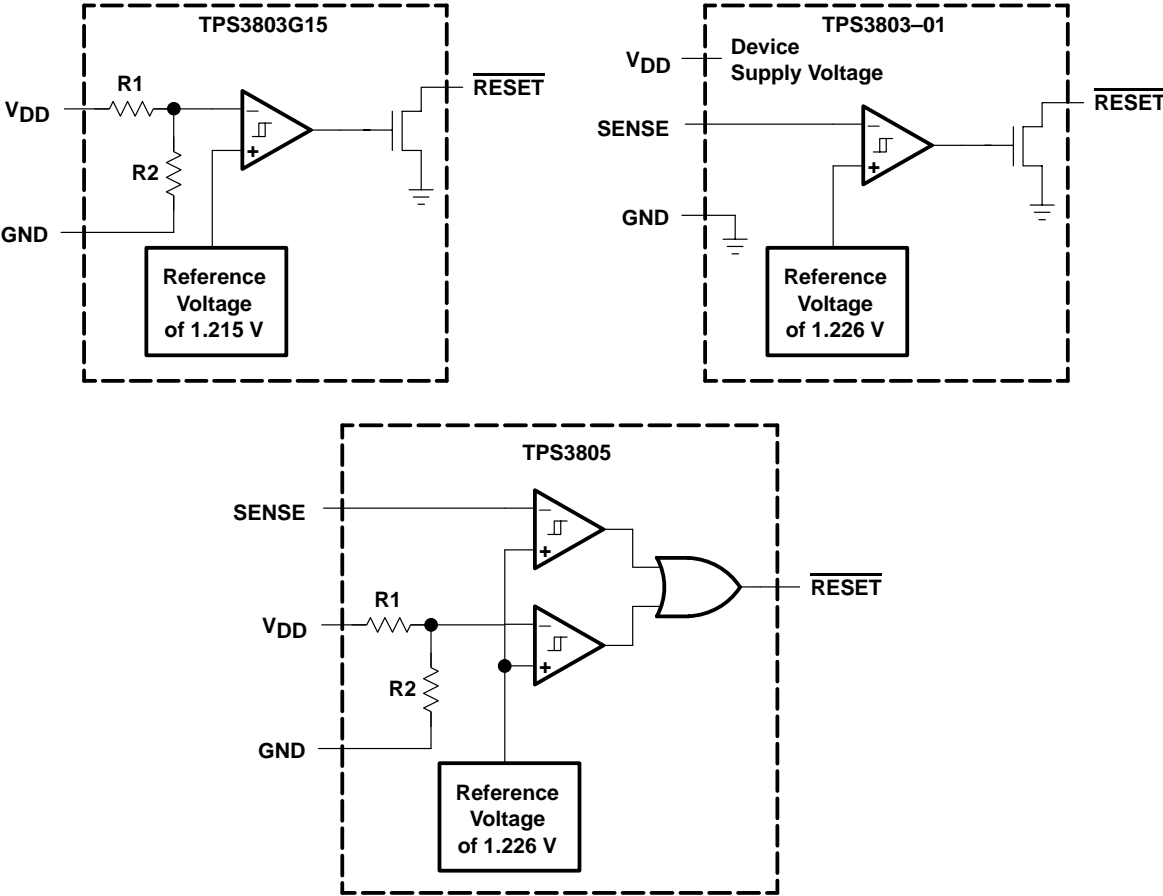 TPS3803G15
R1
VDD
RESET
−
+
R2
GND
Reference
Voltage
of 1.215 V
TPS3803–01
VDD
Device
Supply Voltage
RESET
SENSE
−
+
GND
Reference
Voltage
of 1.226 V
TPS3805
SENSE
−
+
R1
RESET
VDD
−
+
R2
GND
Reference
Voltage
of 1.226 V